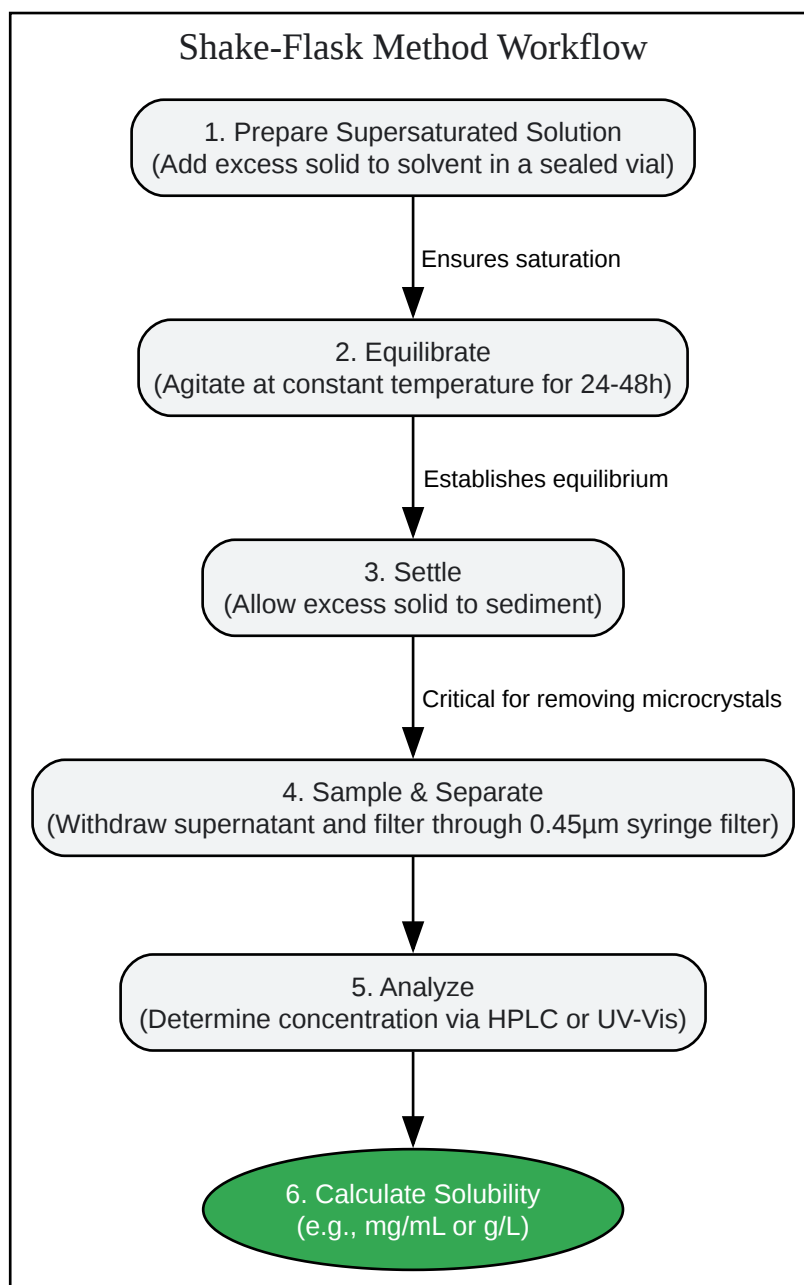 Shake-Flask Method Workflow
1. Prepare Supersaturated Solution
(Add excess solid to solvent in a sealed vial)
Ensures saturation
2. Equilibrate
(Agitate at constant temperature for 24-48h)
Establishes equilibrium
3. Settle
(Allow excess solid to sediment)
Critical for removing microcrystals
4. Sample & Separate
(Withdraw supernatant and filter through 0.45µm syringe filter)
5. Analyze
(Determine concentration via HPLC or UV-Vis)
6. Calculate Solubility
(e.g., mg/mL or g/L)